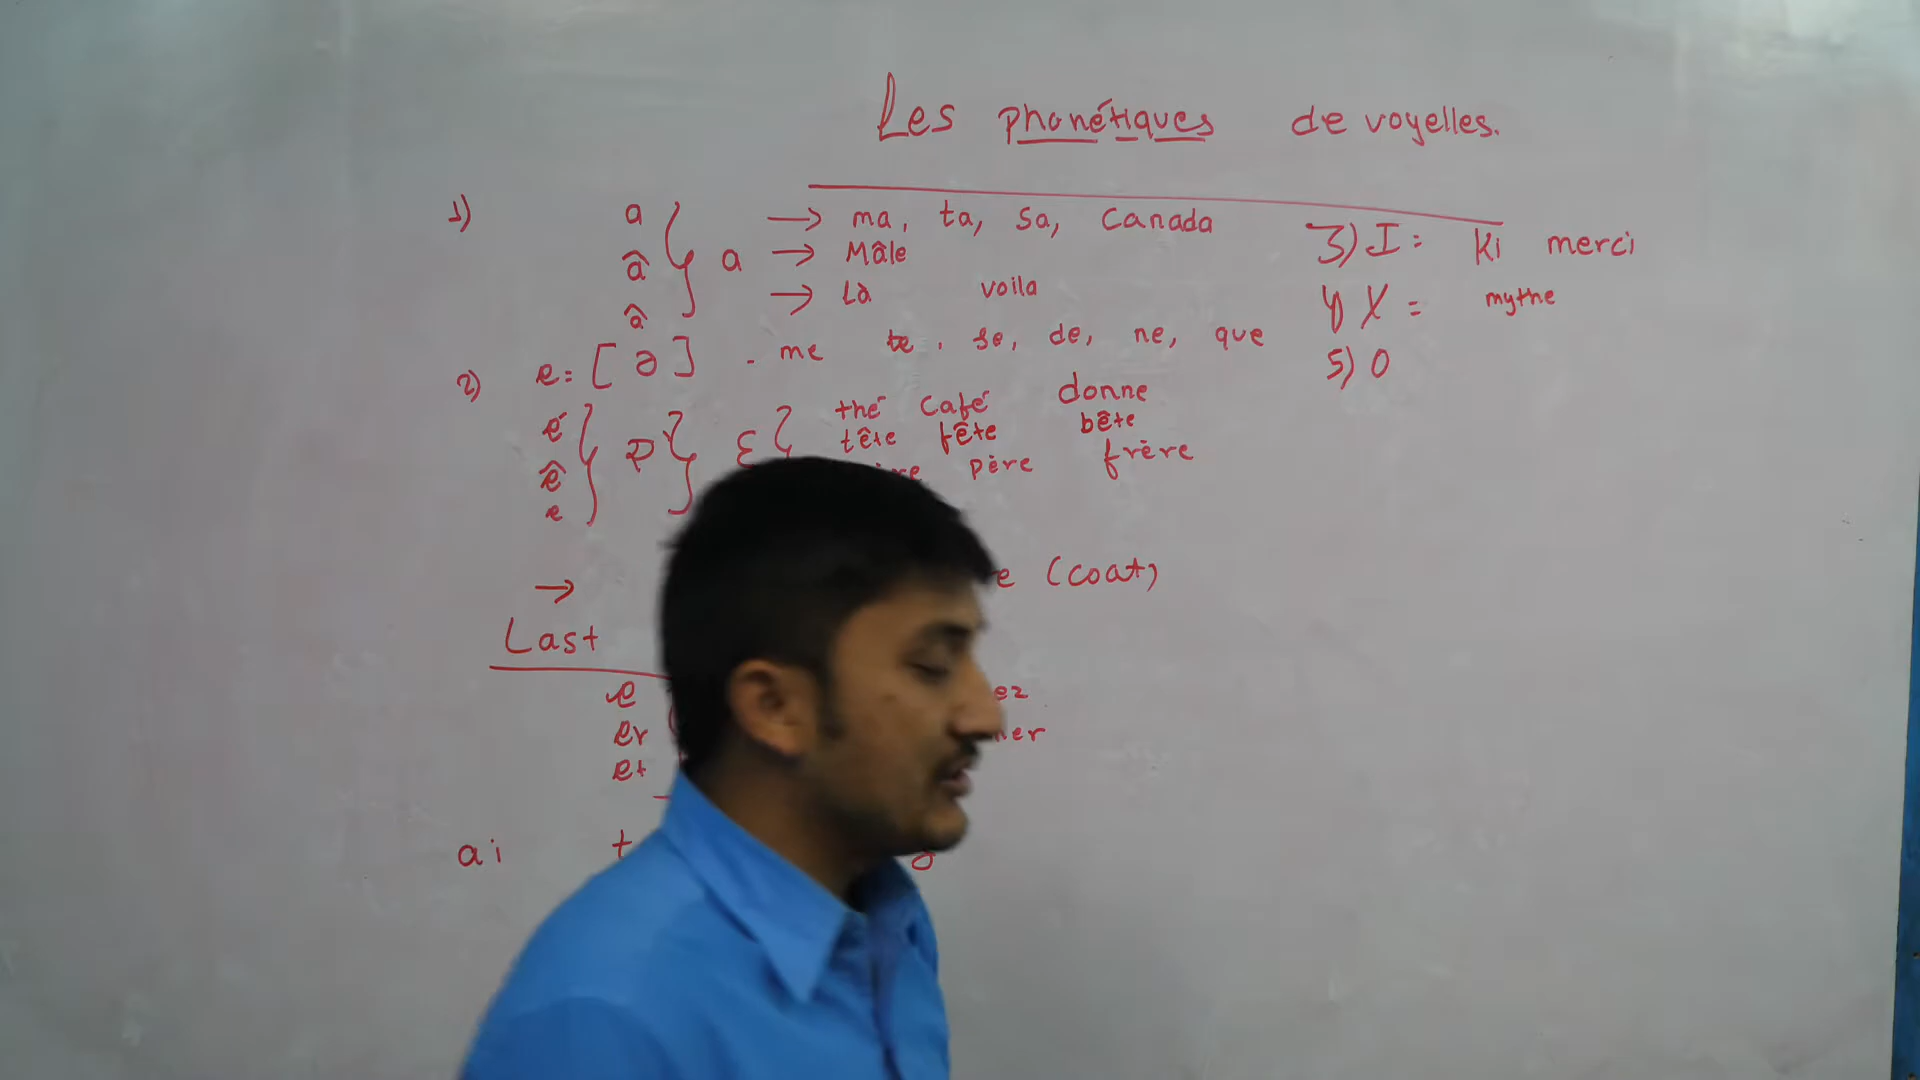 Les phonétiques de voyelles.
1) a → ma, ta, sa, Canada
â } a → Mâle
â → Là voila
2) e = [ə] - me te, se, de, ne, que
é thé café donne
ê } ε { tête fête bête
e père frère
→ e (coat)
Last
e ez
er er
et
ai t
3) I = Ki merci
4) Y = mythe
5) O